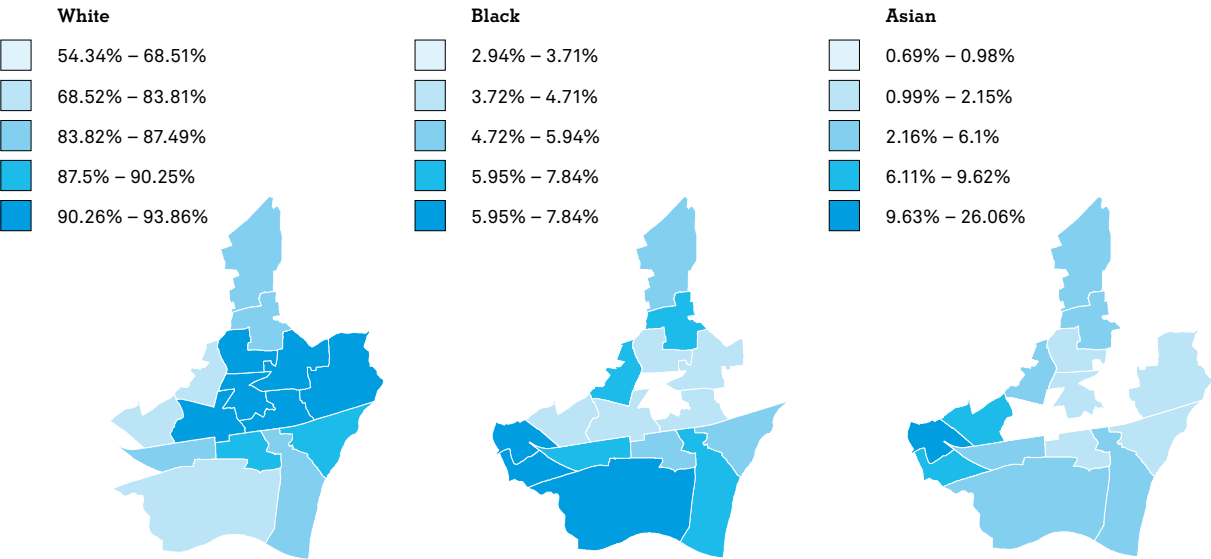 White
54.34% – 68.51%
68.52% – 83.81%
83.82% – 87.49%
87.5% – 90.25%
90.26% – 93.86%
Black
2.94% – 3.71%
3.72% – 4.71%
4.72% – 5.94%
5.95% – 7.84%
5.95% – 7.84%
Asian
0.69% – 0.98%
0.99% – 2.15%
2.16% – 6.1%
6.11% – 9.62%
9.63% – 26.06%